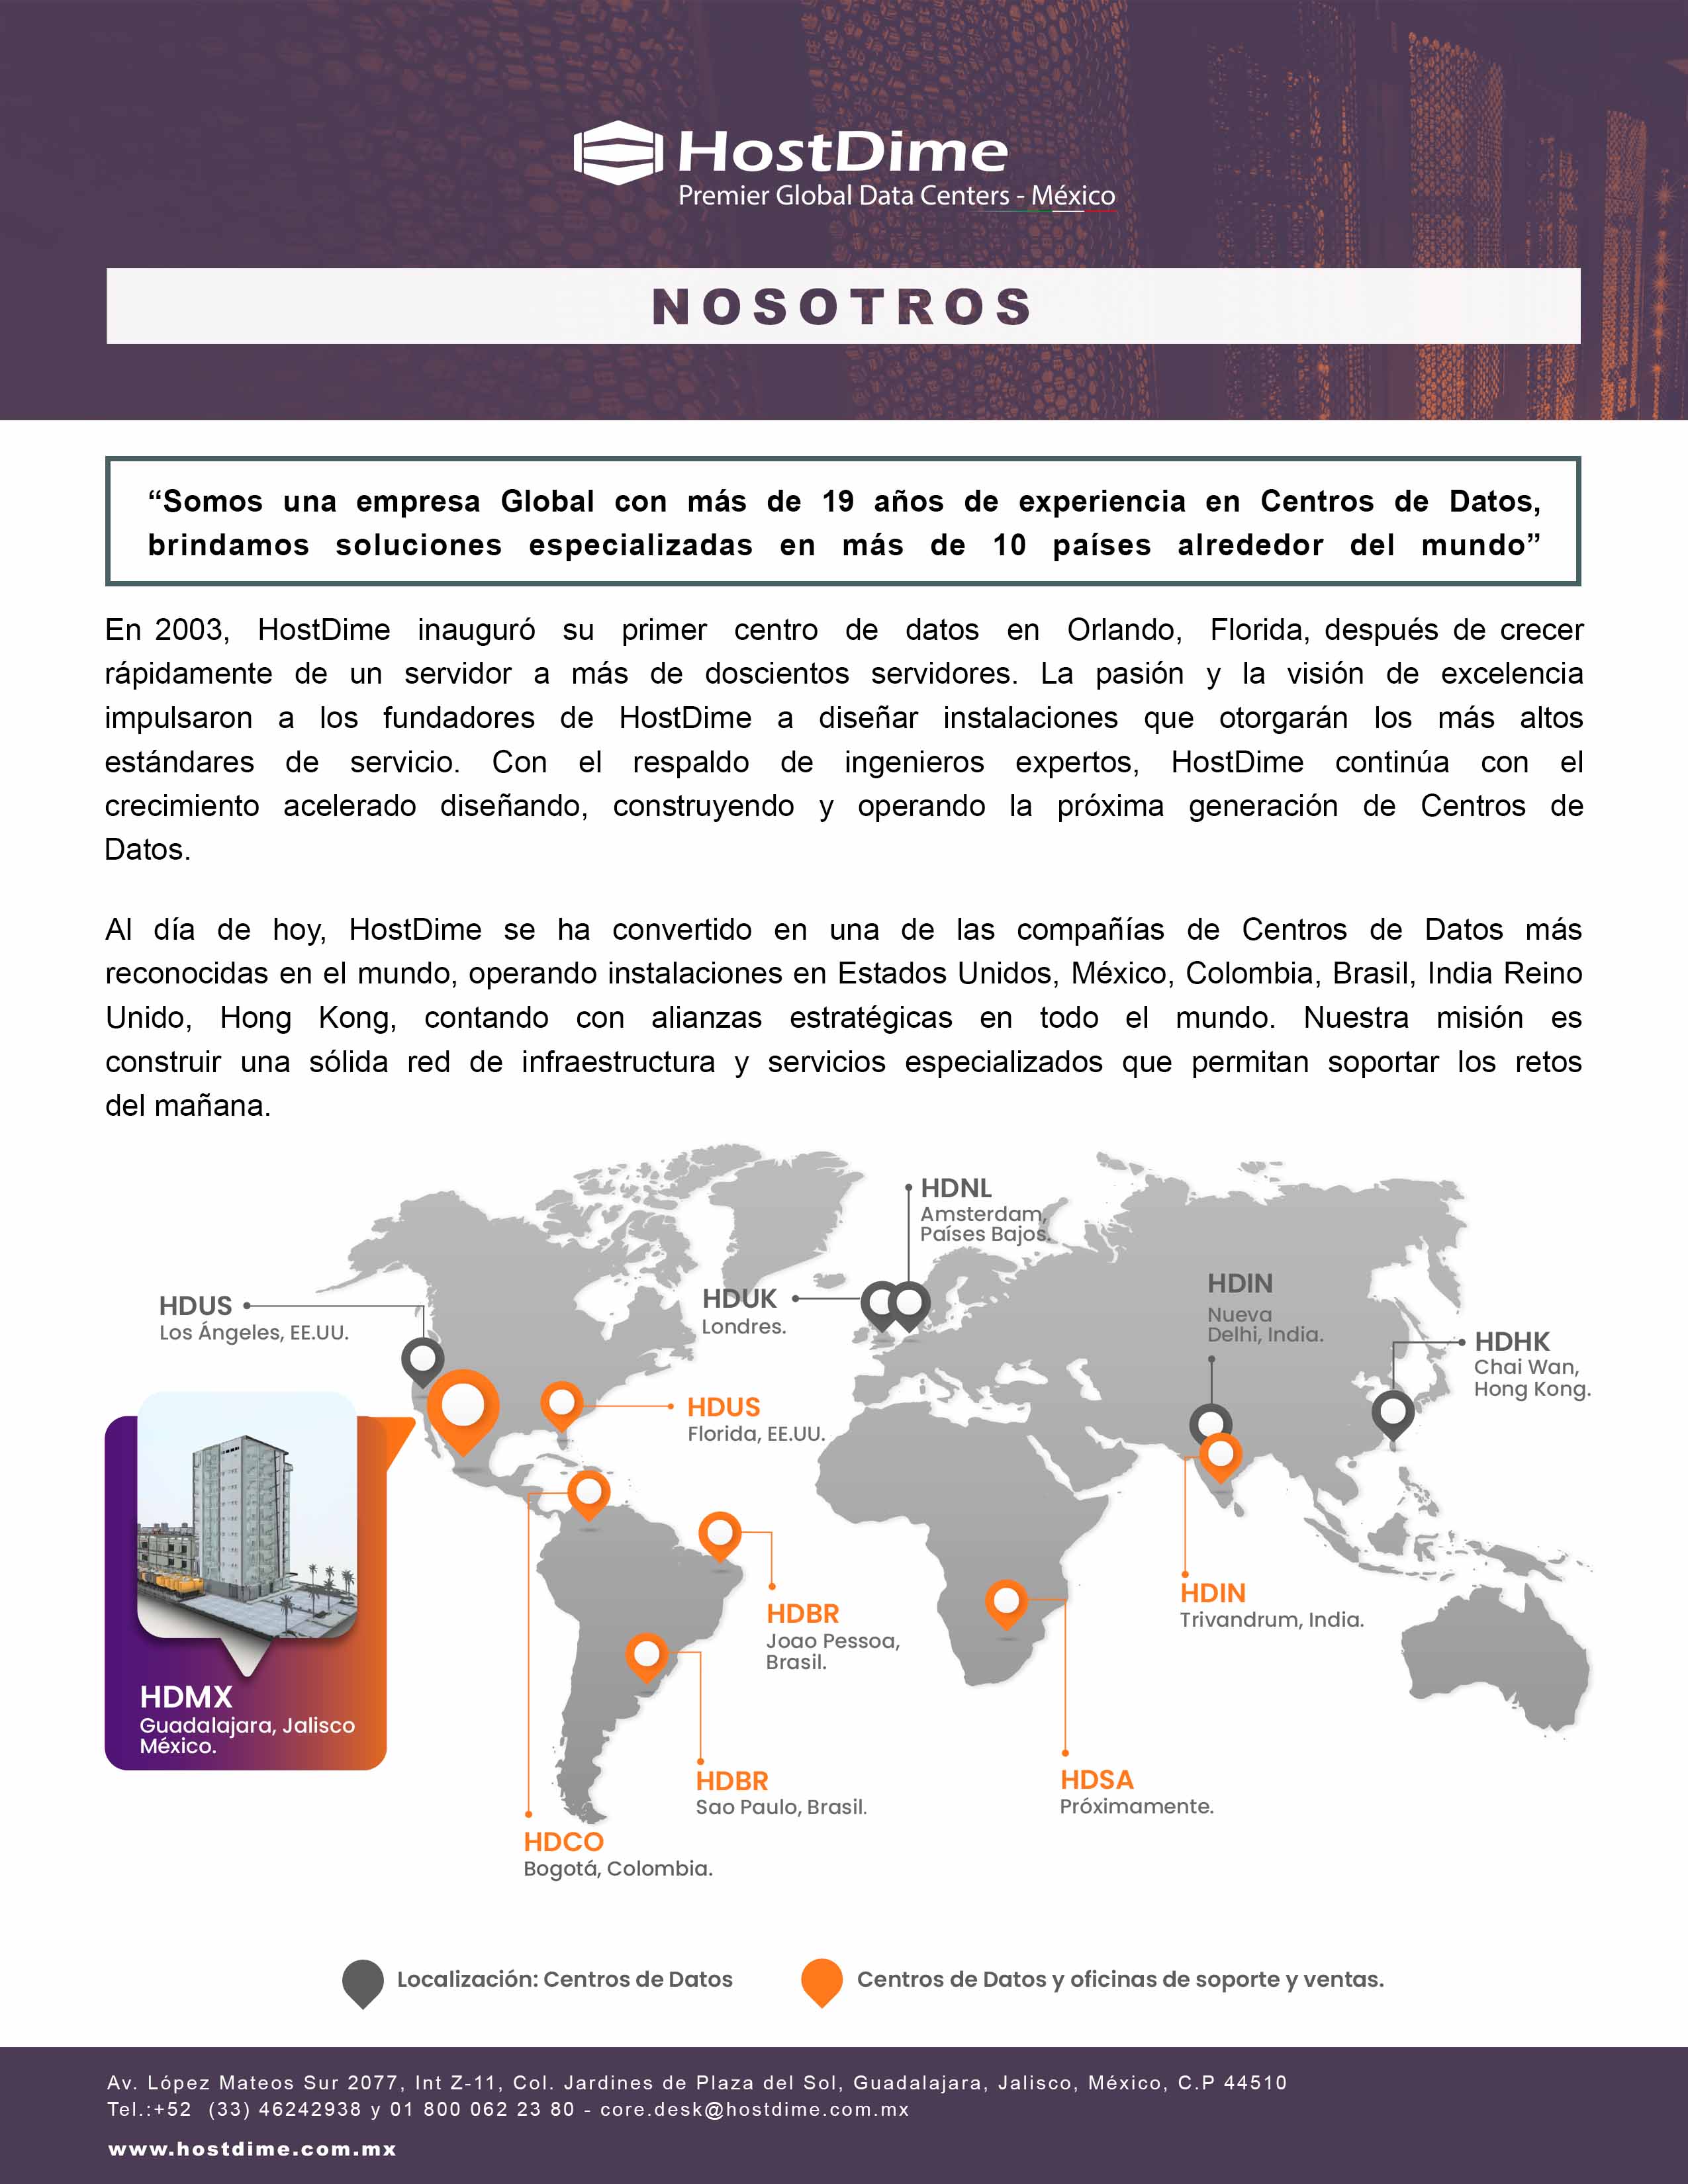 HostDime
Premier Global Data Centers - México
NOSOTROS
“Somos una empresa Global con más de 19 años de experiencia en Centros de Datos,
brindamos soluciones especializadas en más de 10 países alrededor del mundo”
En 2003, HostDime inauguró su primer centro de datos en Orlando, Florida, después de crecer
rápidamente de un servidor a más de doscientos servidores. La pasión y la visión de excelencia
impulsaron a los fundadores de HostDime a diseñar instalaciones que otorgarán los más altos
estándares de servicio. Con el respaldo de ingenieros expertos, HostDime continúa con el
crecimiento acelerado diseñando, construyendo y operando la próxima generación de Centros de
Datos.
Al día de hoy, HostDime se ha convertido en una de las compañías de Centros de Datos más
reconocidas en el mundo, operando instalaciones en Estados Unidos, México, Colombia, Brasil, India Reino
Unido, Hong Kong, contando con alianzas estratégicas en todo el mundo. Nuestra misión es
construir una sólida red de infraestructura y servicios especializados que permitan soportar los retos
del mañana.
HDNL
Amsterdam,
Países Bajos.
HDUS
Los Ángeles, EE.UU.
HDUK
Londres.
HDIN
Nueva
Delhi, India.
HDHK
Chai Wan,
Hong Kong.
HDUS
Florida, EE.UU.
HDIN
Trivandrum, India.
HDBR
Joao Pessoa,
Brasil.
HDMX
Guadalajara, Jalisco
México.
HDBR
Sao Paulo, Brasil.
HDSA
Próximamente.
HDCO
Bogotá, Colombia.
Localización: Centros de Datos
Centros de Datos y oficinas de soporte y ventas.
Av. López Mateos Sur 2077, Int Z-11, Col. Jardines de Plaza del Sol, Guadalajara, Jalisco, México, C.P 44510
Tel.:+52 (33) 46242938 y 01 800 062 23 80 - core.desk@hostdime.com.mx
www.hostdime.com.mx